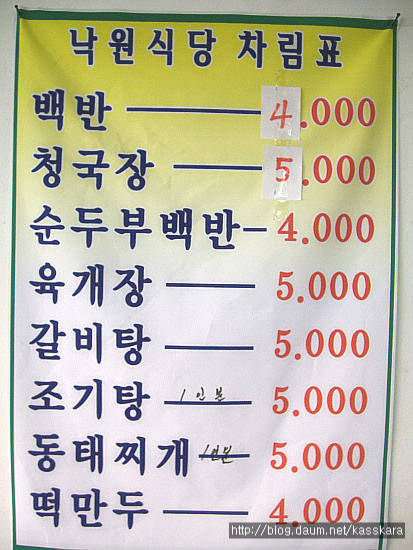 낙원식당 차림표
백반 4.000
청국장 5.000
순두부백반 4.000
육개장 5.000
갈비탕 5.000
조기탕 1인분 5.000
동태찌개 1인분 5.000
떡만두 4.000
http://blog.daum.net/kasskara